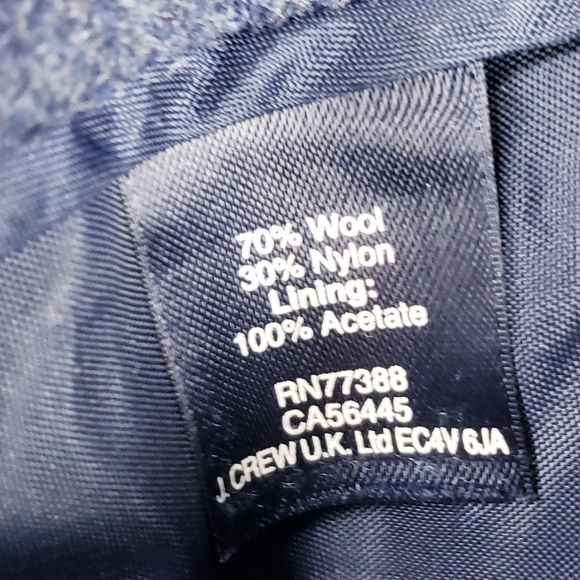 70% Wool
30% Nylon
Lining:
100% Acetate
RN77388
CA56445
J. CREW U.K. Ltd EC4V 6JA